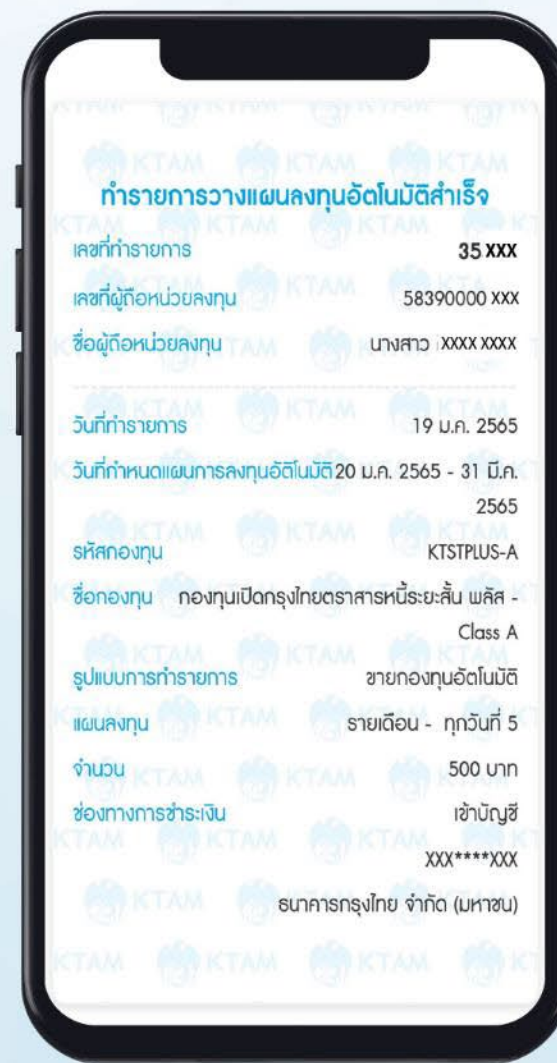 ทำรายการวางแผนลงทุนอัตโนมัติสำเร็จ
เลขที่ทำรายการ 35 XXX
เลขที่ผู้ถือหน่วยลงทุน 58390000 XXX
ชื่อผู้ถือหน่วยลงทุน นางสาว XXXX XXXX
วันที่ทำรายการ 19 ม.ค. 2565
วันที่กำหนดแผนการลงทุนอัติโนมัติ 20 ม.ค. 2565 - 31 มี.ค.
2565
รหัสกองทุน KTSTPLUS-A
ชื่อกองทุน กองทุนเปิดกรุงไทยตราสารหนี้ระยะสั้น พลัส -
Class A
รูปแบบการทำรายการ ขายกองทุนอัตโนมัติ
แผนลงทุน รายเดือน - ทุกวันที่ 5
จำนวน 500 บาท
ช่องทางการชำระเงิน เข้าบัญชี
XXX****XXX
ธนาคารกรุงไทย จำกัด (มหาชน)
KTAM